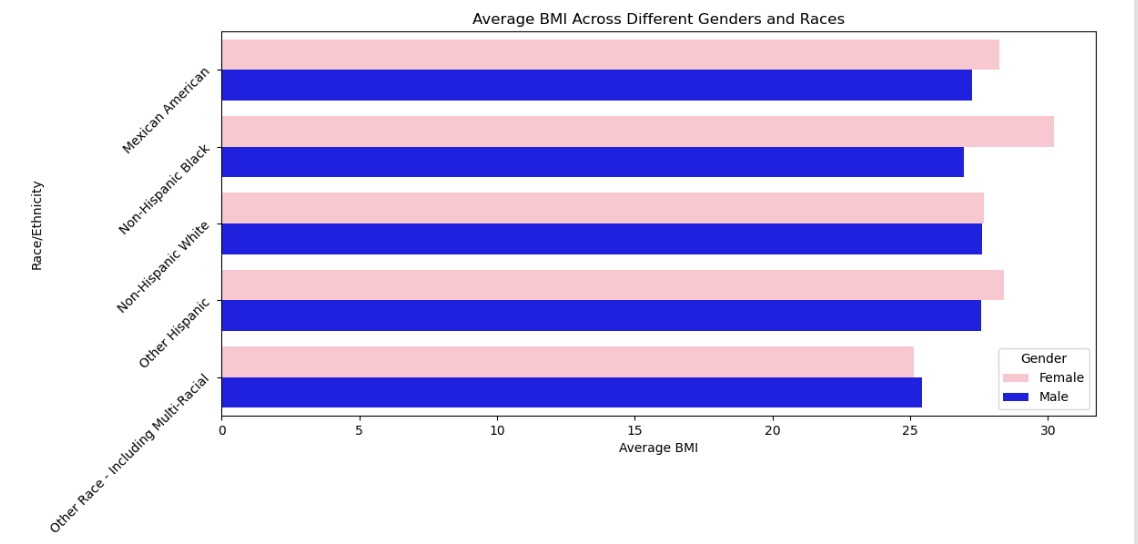 Average BMI Across Different Genders and Races
Race/Ethnicity
Mexican American
Non-Hispanic Black
Non-Hispanic White
Other Hispanic
Other Race - Including Multi-Racial
Gender
Female
Male
0 5 10 15 20 25 30
Average BMI